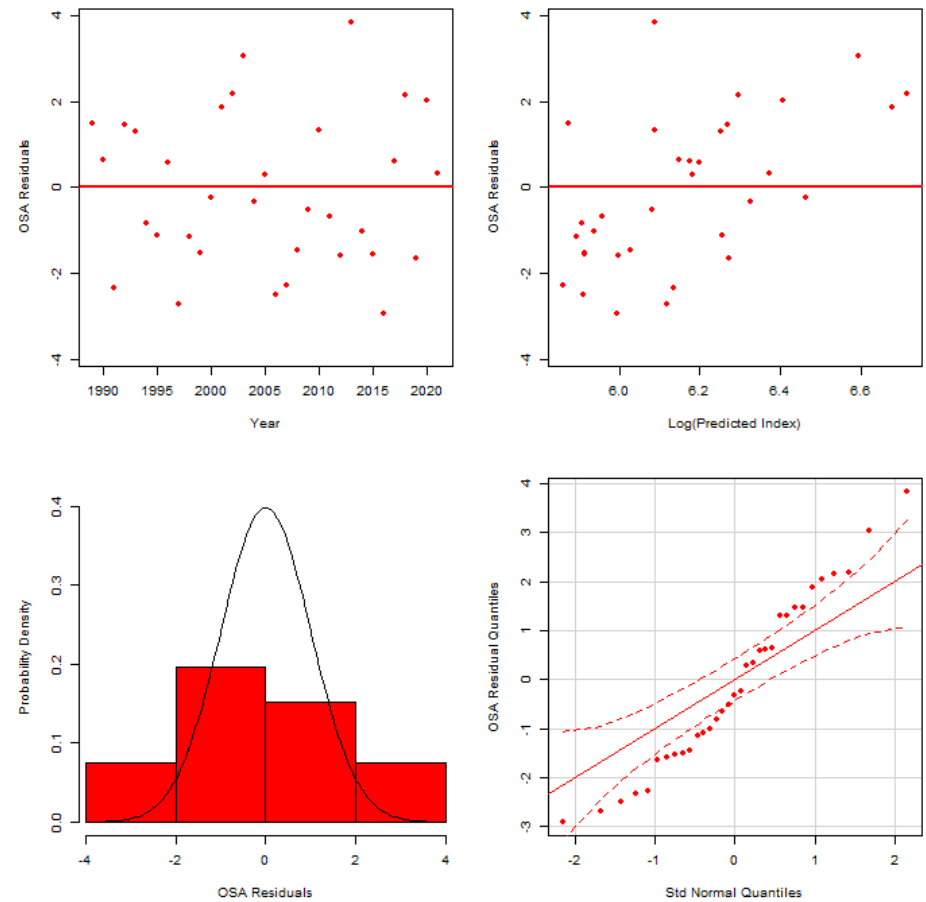 4
2
0
-2
-4
OSA Residuals
1990 1995 2000 2005 2010 2015 2020
Year
4
2
0
-2
-4
OSA Residuals
6.0 6.2 6.4 6.6
Log(Predicted Index)
0.4
0.3
0.2
0.1
0.0
Probability Density
-4 -2 0 2 4
OSA Residuals
4
3
2
1
0
-1
-2
-3
OSA Residual Quantiles
-2 -1 0 1 2
Std Normal Quantiles